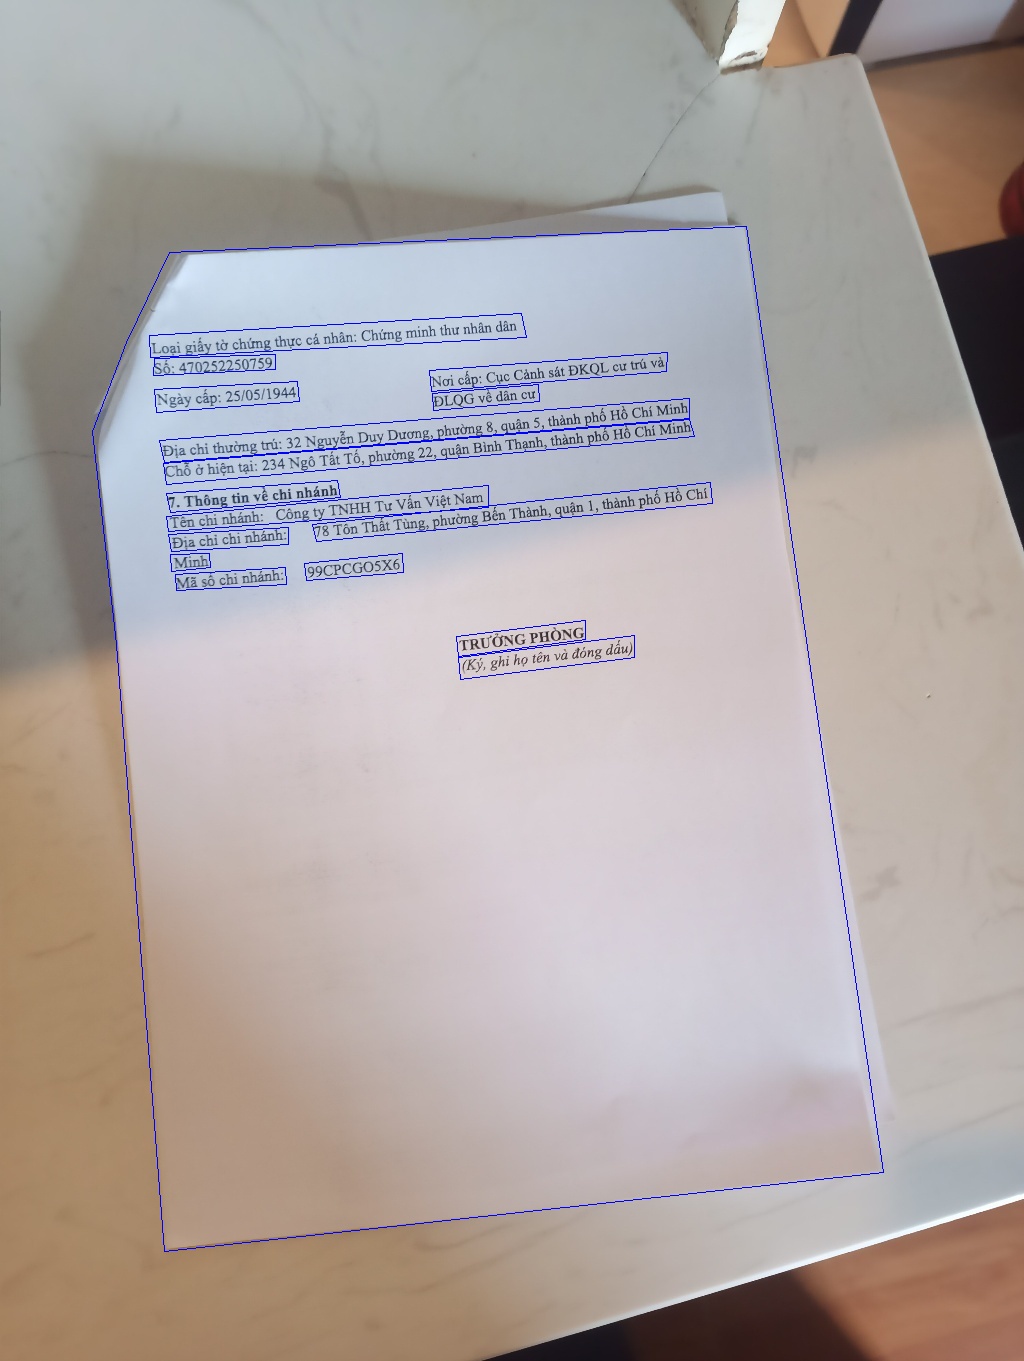 Loại giấy tờ chứng thực cá nhân: Chứng minh thư nhân dân
Số: 470252250759
Ngày cấp: 25/05/1944
Nơi cấp: Cục Cảnh sát ĐKQL cư trú và
ĐLQG về dân cư
Địa chỉ thường trú: 32 Nguyễn Duy Dương, phường 8, quận 5, thành phố Hồ Chí Minh
Chỗ ở hiện tại: 234 Ngô Tất Tố, phường 22, quận Bình Thạnh, thành phố Hồ Chí Minh
7. Thông tin về chi nhánh
Tên chi nhánh: Công ty TNHH Tư Vấn Việt Nam
Địa chỉ chi nhánh: 78 Tôn Thất Tùng, phường Bến Thành, quận 1, thành phố Hồ Chí
Minh
Mã số chi nhánh: 99CPCGO5X6
TRƯỞNG PHÒNG
(Ký, ghi họ tên và đóng dấu)